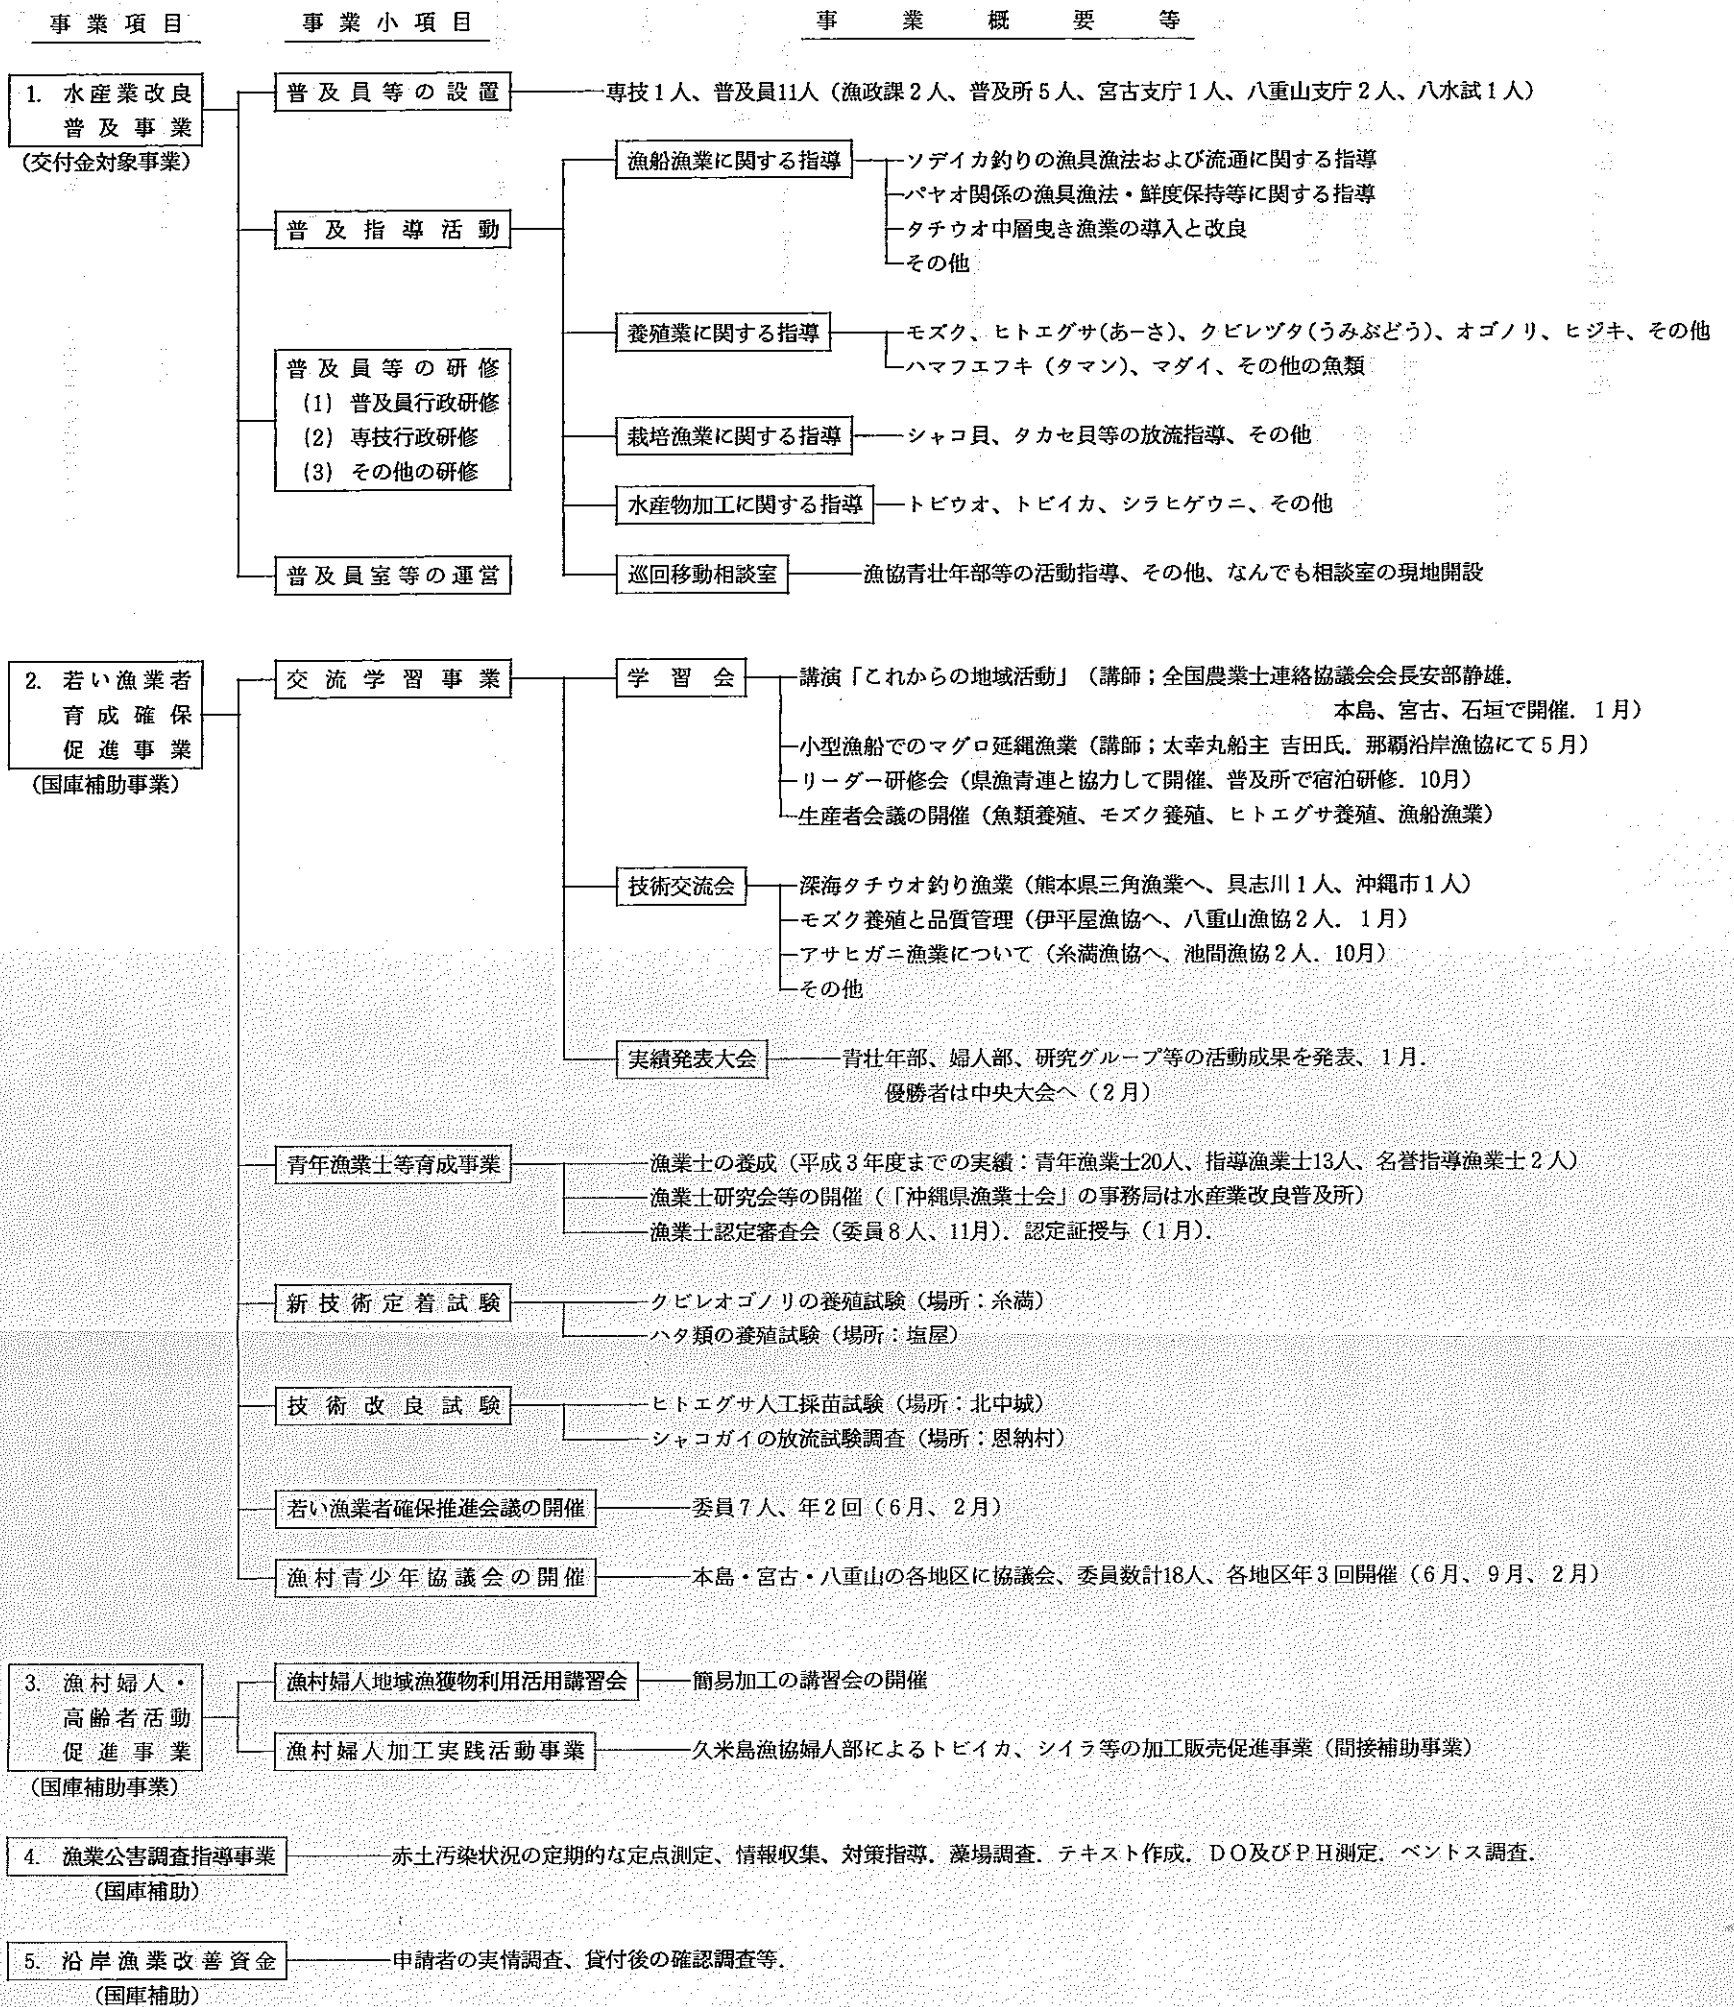 事業項目
事業小項目
事業概要等
1. 水産業改良
普及事業
(交付金対象事業)
普及員等の設置
専技1人、普及員11人（漁政課2人、普及所5人、宮古支庁1人、八重山支庁2人、八水試1人）
普及指導活動
漁船漁業に関する指導
ソデイカ釣りの漁具漁法および流通に関する指導
パヤオ関係の漁具漁法・鮮度保持等に関する指導
タチウオ中層曳き漁業の導入と改良
その他
養殖業に関する指導
モズク、ヒトエグサ(あーさ)、クビレヅタ(うみぶどう)、オゴノリ、ヒジキ、その他
ハマフエフキ（タマン）、マダイ、その他の魚類
栽培漁業に関する指導
シャコ貝、タカセ貝等の放流指導、その他
水産物加工に関する指導
トビウオ、トビイカ、シラヒゲウニ、その他
巡回移動相談室
漁協青壮年部等の活動指導、その他、なんでも相談室の現地開設
普及員等の研修
(1) 普及員行政研修
(2) 専技行政研修
(3) その他の研修
普及員室等の運営
2. 若い漁業者
育成確保
促進事業
(国庫補助事業)
交流学習事業
学習会
講演「これからの地域活動」（講師；全国農業士連絡協議会会長安部静雄.
本島、宮古、石垣で開催. 1月）
小型漁船でのマグロ延縄漁業（講師；太幸丸船主 吉田氏. 那覇沿岸漁協にて5月）
リーダー研修会（県漁青連と協力して開催、普及所で宿泊研修. 10月）
生産者会議の開催（魚類養殖、モズク養殖、ヒトエグサ養殖、漁船漁業）
技術交流会
深海タチウオ釣り漁業（熊本県三角漁業へ、具志川1人、沖縄市1人）
モズク養殖と品質管理（伊平屋漁協へ、八重山漁協2人. 1月）
アサヒガニ漁業について（糸満漁協へ、池間漁協2人. 10月）
その他
実績発表大会
青壮年部、婦人部、研究グループ等の活動成果を発表、1月.
優勝者は中央大会へ（2月）
青年漁業士等育成事業
漁業士の養成（平成3年度までの実績：青年漁業士20人、指導漁業士13人、名誉指導漁業士2人）
漁業士研究会等の開催（「沖縄県漁業士会」の事務局は水産業改良普及所）
漁業士認定審査会（委員8人、11月）. 認定証授与（1月）.
新技術定着試験
クビレオゴノリの養殖試験（場所：糸満）
ハタ類の養殖試験（場所：塩屋）
技術改良試験
ヒトエグサ人工採苗試験（場所：北中城）
シャコガイの放流試験調査（場所：恩納村）
若い漁業者確保推進会議の開催
委員7人、年2回（6月、2月）
漁村青少年協議会の開催
本島・宮古・八重山の各地区に協議会、委員数計18人、各地区年3回開催（6月、9月、2月）
3. 漁村婦人・
高齢者活動
促進事業
(国庫補助事業)
漁村婦人地域漁獲物利用活用講習会
簡易加工の講習会の開催
漁村婦人加工実践活動事業
久米島漁協婦人部によるトビイカ、シイラ等の加工販売促進事業（間接補助事業）
4. 漁業公害調査指導事業
(国庫補助)
赤土汚染状況の定期的な定点測定、情報収集、対策指導. 藻場調査. テキスト作成. DO及びPH測定. ベントス調査.
5. 沿岸漁業改善資金
(国庫補助)
申請者の実情調査、貸付後の確認調査等.